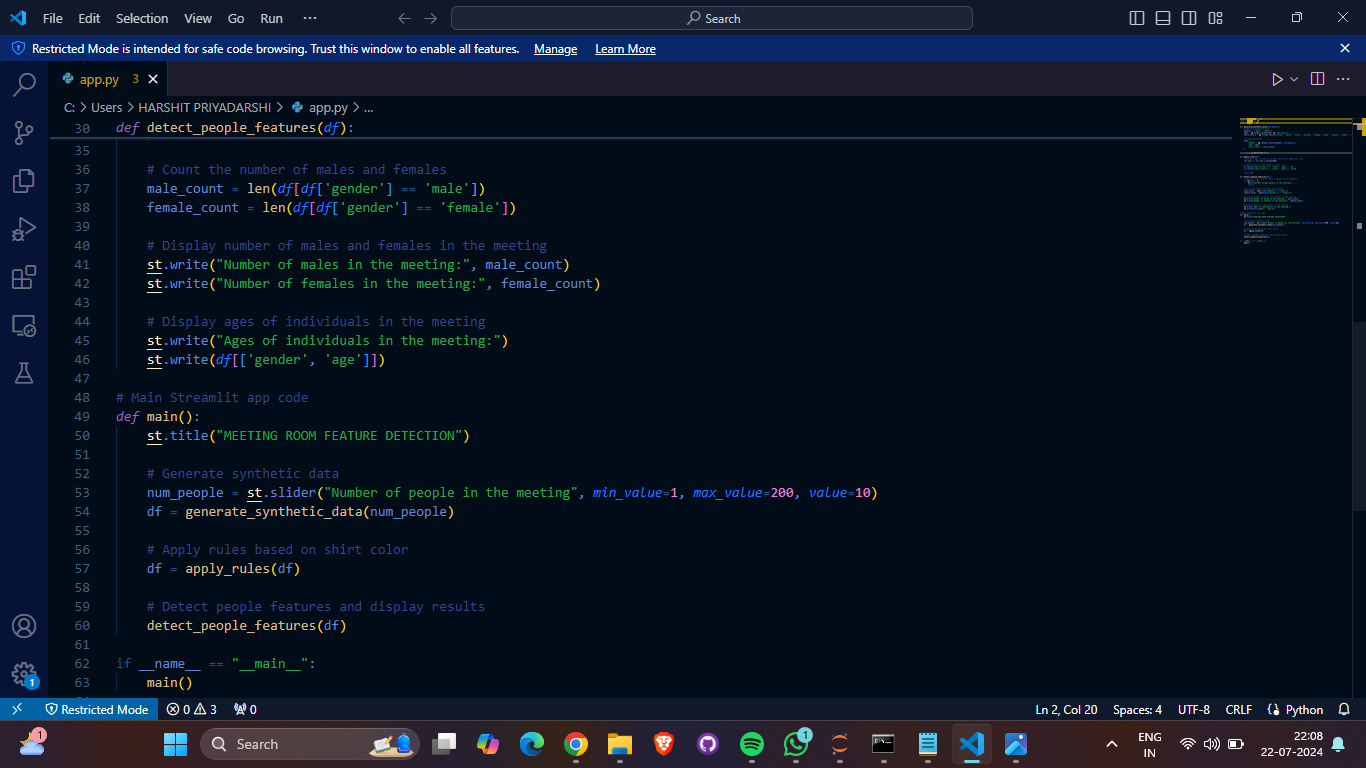 File Edit Selection View Go Run ··· Search
Restricted Mode is intended for safe code browsing. Trust this window to enable all features. Manage Learn More
app.py 3
C: > Users > HARSHIT PRIYADARSHI > app.py > ...
30 def detect_people_features(df):
35
36 # Count the number of males and females
37 male_count = len(df[df['gender'] == 'male'])
38 female_count = len(df[df['gender'] == 'female'])
39
40 # Display number of males and females in the meeting
41 st.write("Number of males in the meeting:", male_count)
42 st.write("Number of females in the meeting:", female_count)
43
44 # Display ages of individuals in the meeting
45 st.write("Ages of individuals in the meeting:")
46 st.write(df[['gender', 'age']])
47
48 # Main Streamlit app code
49 def main():
50 st.title("MEETING ROOM FEATURE DETECTION")
51
52 # Generate synthetic data
53 num_people = st.slider("Number of people in the meeting", min_value=1, max_value=200, value=10)
54 df = generate_synthetic_data(num_people)
55
56 # Apply rules based on shirt color
57 df = apply_rules(df)
58
59 # Detect people features and display results
60 detect_people_features(df)
61
62 if __name__ == "__main__":
63 main()
1
Restricted Mode 0 3 0 Ln 2, Col 20 Spaces: 4 UTF-8 CRLF Python
1 Search 1 ENG 22:08
IN 22-07-2024